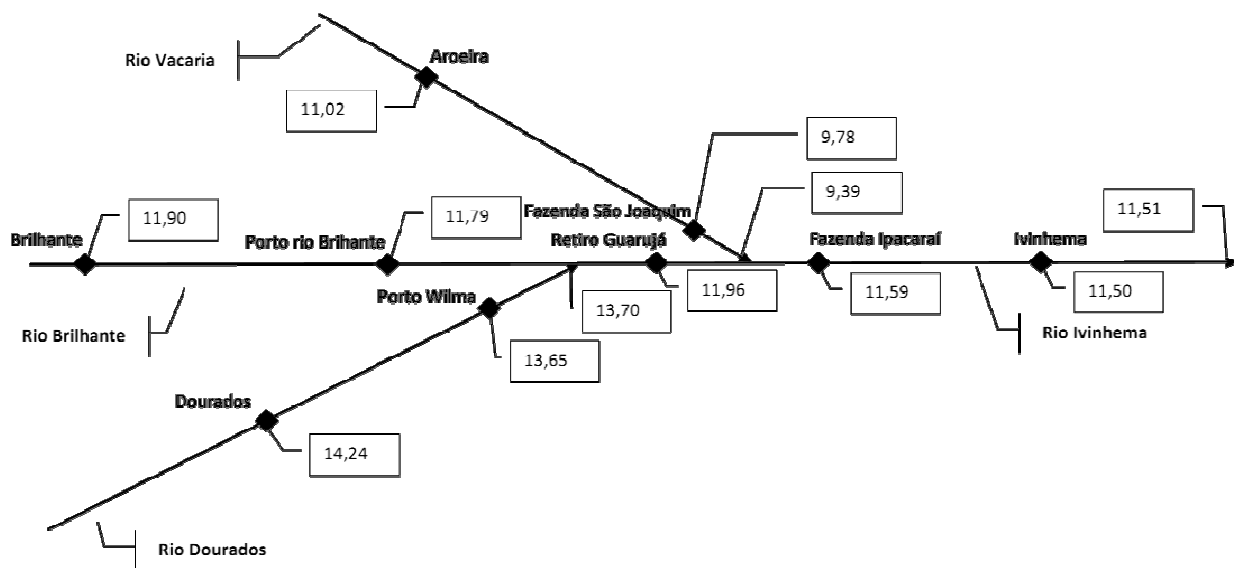 Aroeira
Rio Vacaria
11,02
9,78
9,39
11,51
11,90
11,79
Fazenda São Joaquim
Brilhante
Porto rio Brihante
Retiro Guarujá
Fazenda Ipacaraí
Ivinhema
Porto Wilma
11,96
11,59
11,50
13,70
Rio Brilhante
Rio Ivinhema
13,65
Dourados
14,24
Rio Dourados